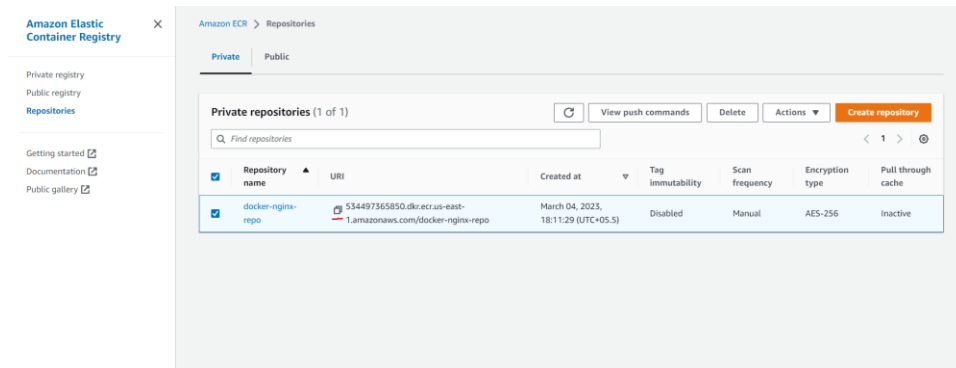 Amazon Elastic
Container Registry
Private registry
Public registry
Repositories
Getting started
Documentation
Public gallery
Amazon ECR > Repositories
Private Public
Private repositories (1 of 1)
View push commands Delete Actions Create repository
Find repositories
< 1 >
Repository name URI Created at Tag immutability Scan frequency Encryption type Pull through cache
docker-nginx-
repo
534497365850.dkr.ecr.us-east-
1.amazonaws.com/docker-nginx-repo
March 04, 2023,
18:11:29 (UTC+05.5)
Disabled
Manual
AES-256
Inactive